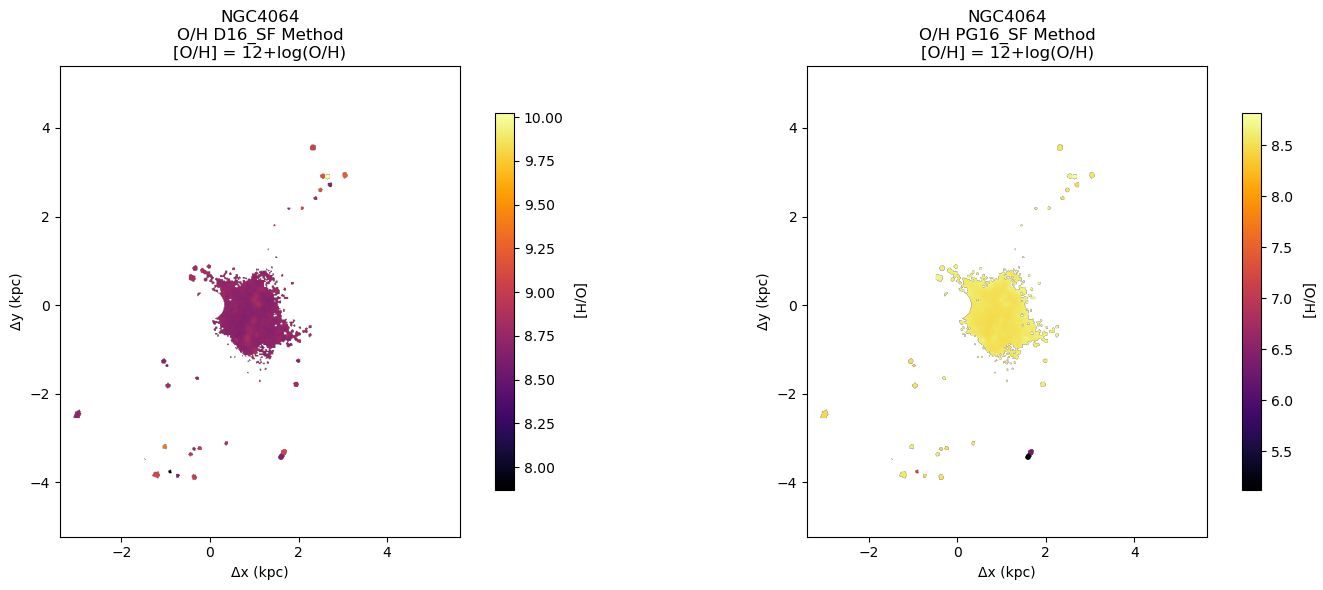 NGC4064
O/H D16_SF Method
[O/H] = 12+log(O/H)
4
2
0
−2
−4
Δy (kpc)
−2
0
2
4
Δx (kpc)
10.00
9.75
9.50
9.25
9.00
8.75
8.50
8.25
8.00
[H/O]
NGC4064
O/H PG16_SF Method
[O/H] = 12+log(O/H)
4
2
0
−2
−4
Δy (kpc)
−2
0
2
4
Δx (kpc)
8.5
8.0
7.5
7.0
6.5
6.0
5.5
[H/O]